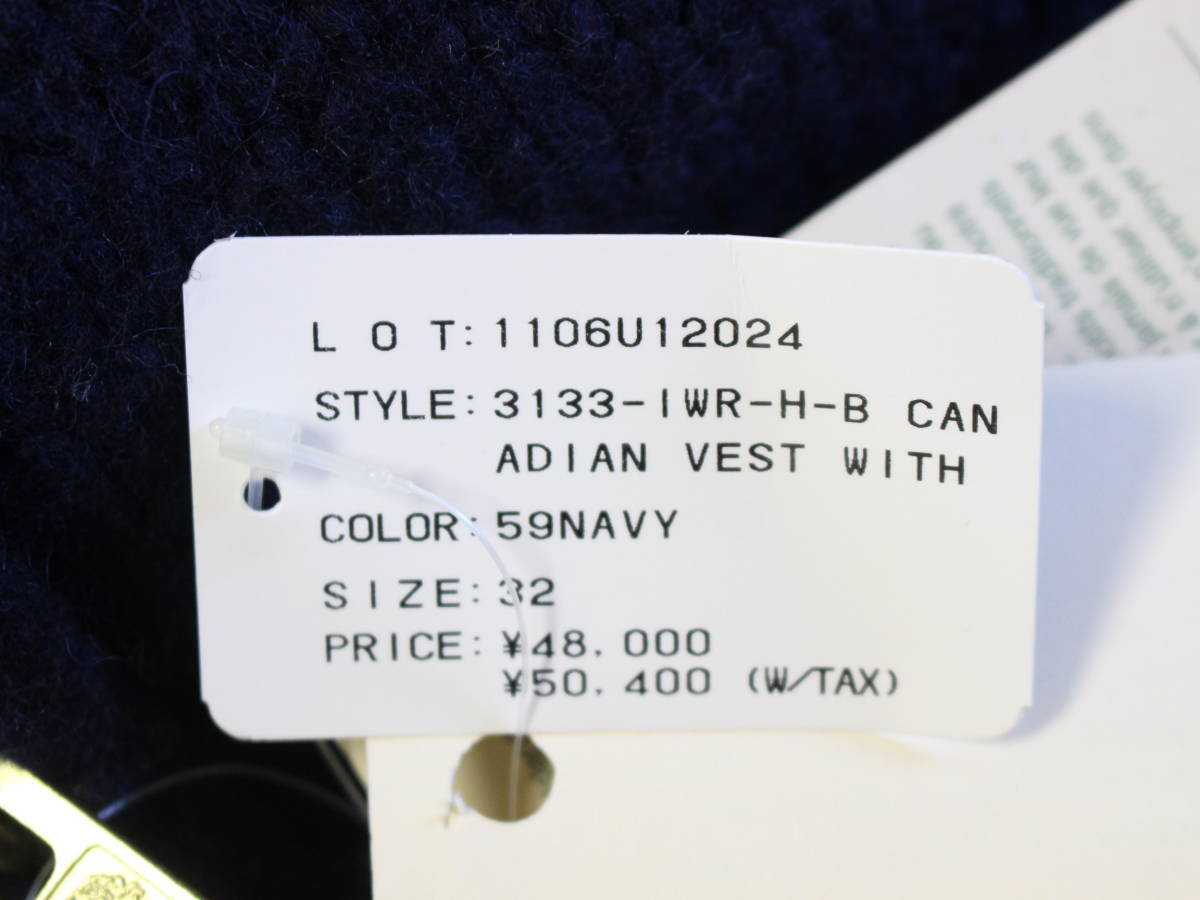 L O T: 1106U12024
STYLE: 3133-IWR-H-B CAN
ADIAN VEST WITH
COLOR: 59NAVY
SIZE: 32
PRICE: ¥48.000
¥50.400 (W/TAX)